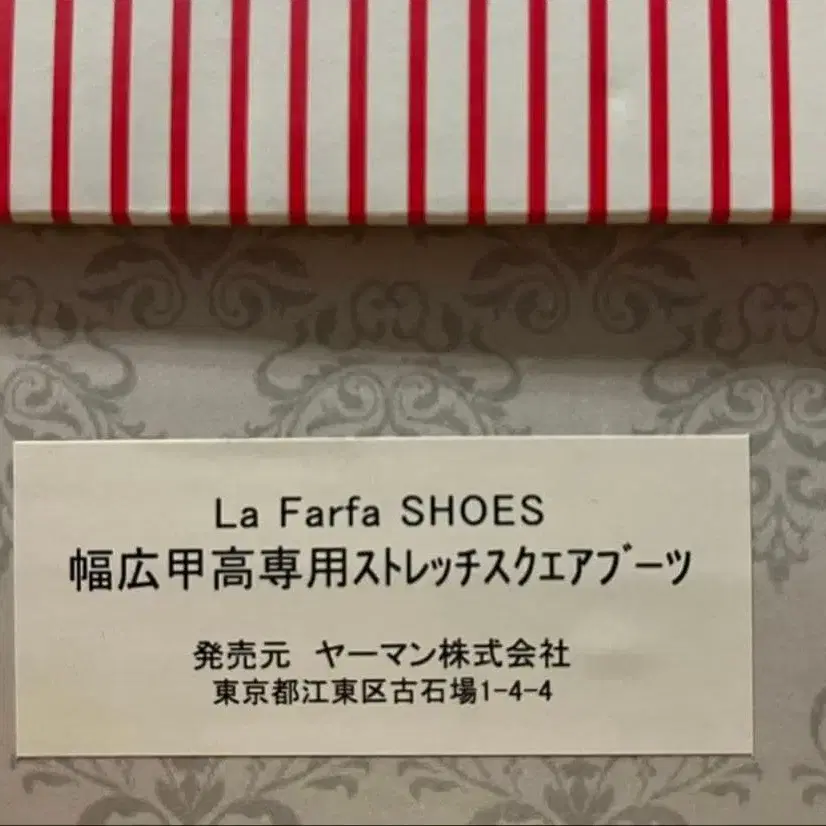 La Farfa SHOES
幅広甲高専用ストレッチスクエアブーツ
発売元 ヤーマン株式会社
東京都江東区古石場1-4-4